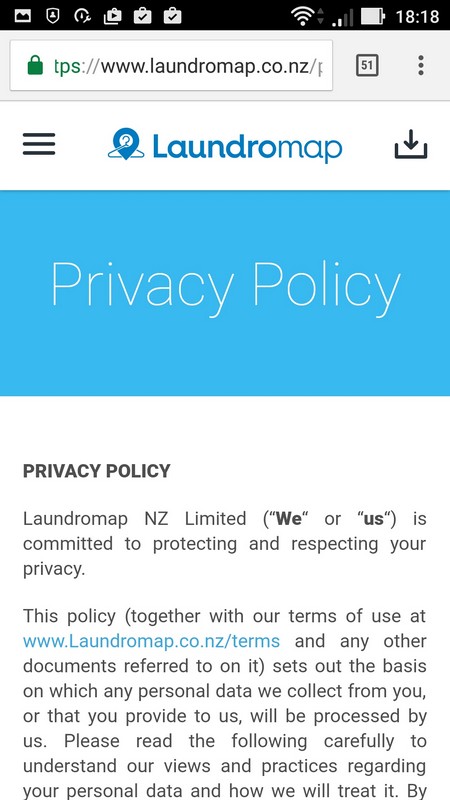 18:18
tps://www.laundromap.co.nz/p
51
Laundromap
Privacy Policy
PRIVACY POLICY
Laundromap NZ Limited (“We“ or “us“) is
committed to protecting and respecting your
privacy.
This policy (together with our terms of use at
www.Laundromap.co.nz/terms and any other
documents referred to on it) sets out the basis
on which any personal data we collect from you,
or that you provide to us, will be processed by
us. Please read the following carefully to
understand our views and practices regarding
your personal data and how we will treat it. By